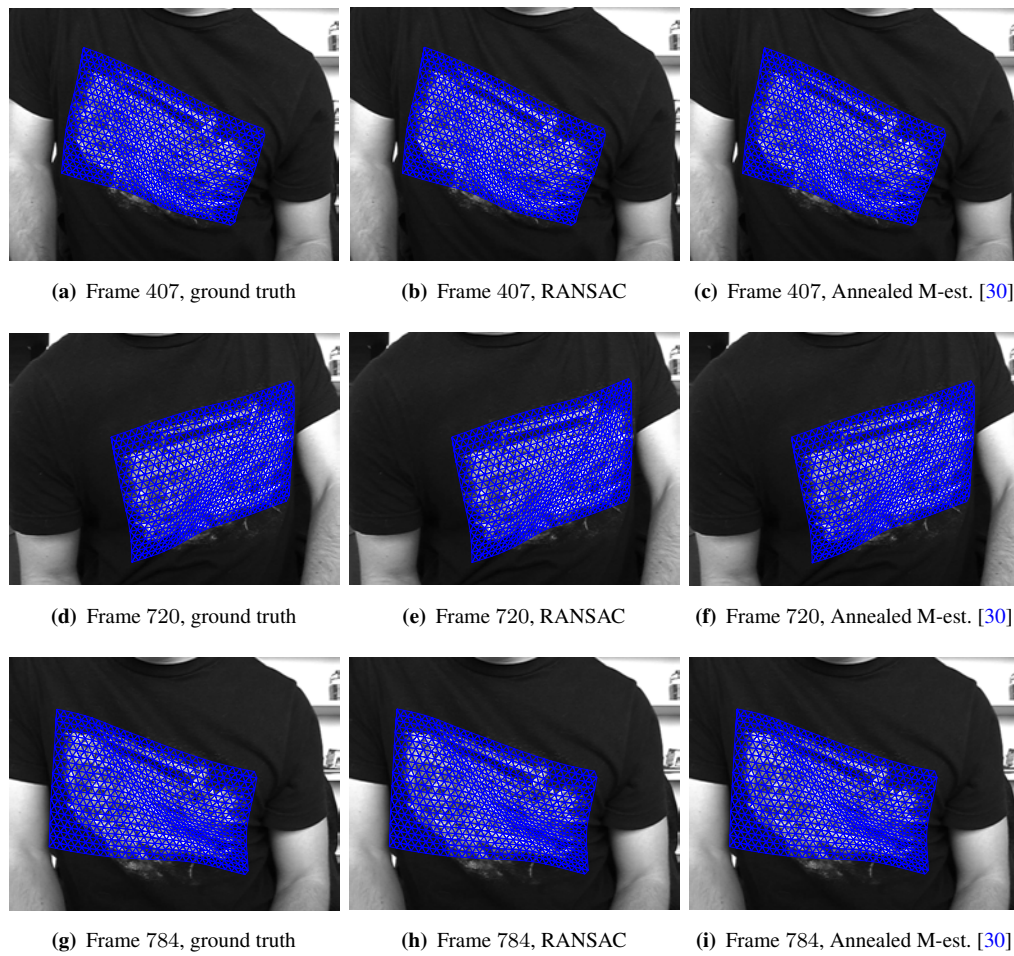 (a) Frame 407, ground truth
(b) Frame 407, RANSAC
(c) Frame 407, Annealed M-est. [30]
(d) Frame 720, ground truth
(e) Frame 720, RANSAC
(f) Frame 720, Annealed M-est. [30]
(g) Frame 784, ground truth
(h) Frame 784, RANSAC
(i) Frame 784, Annealed M-est. [30]